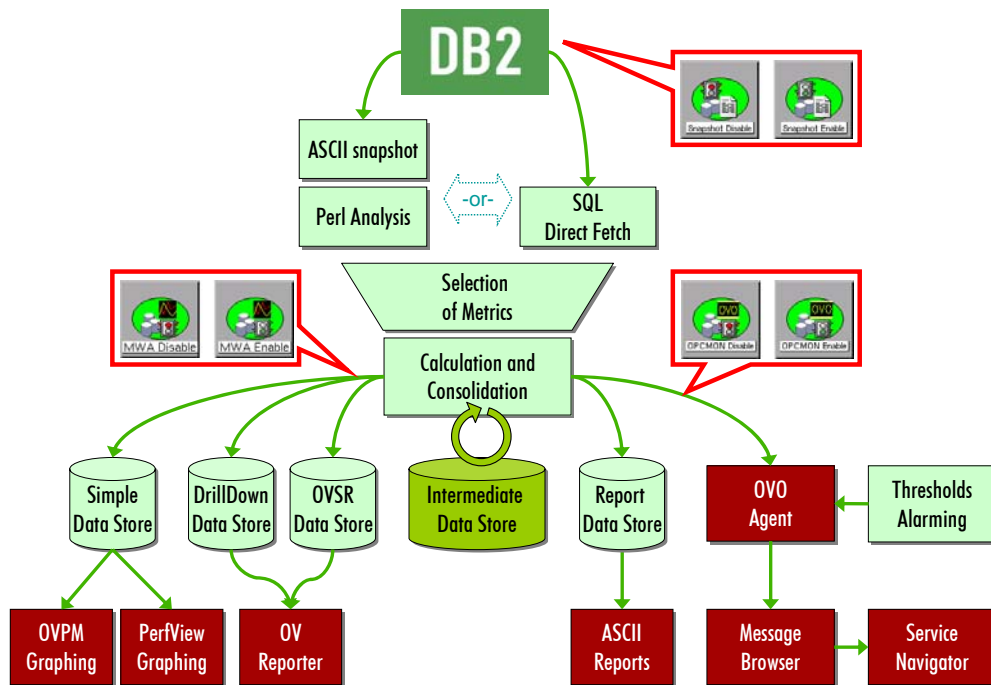 DB2
Snapshot Disable
Snapshot Enable
ASCII snapshot
Perl Analysis
-or-
SQL
Direct Fetch
Selection
of Metrics
MWA Disable
MWA Enable
OVO
OVO
OPCMON Disable
OPCMON Enable
Calculation and
Consolidation
Simple
Data Store
DrillDown
Data Store
OVSR
Data Store
Intermediate
Data Store
Report
Data Store
OVO
Agent
Thresholds
Alarming
OVPM
Graphing
PerfView
Graphing
OV
Reporter
ASCII
Reports
Message
Browser
Service
Navigator